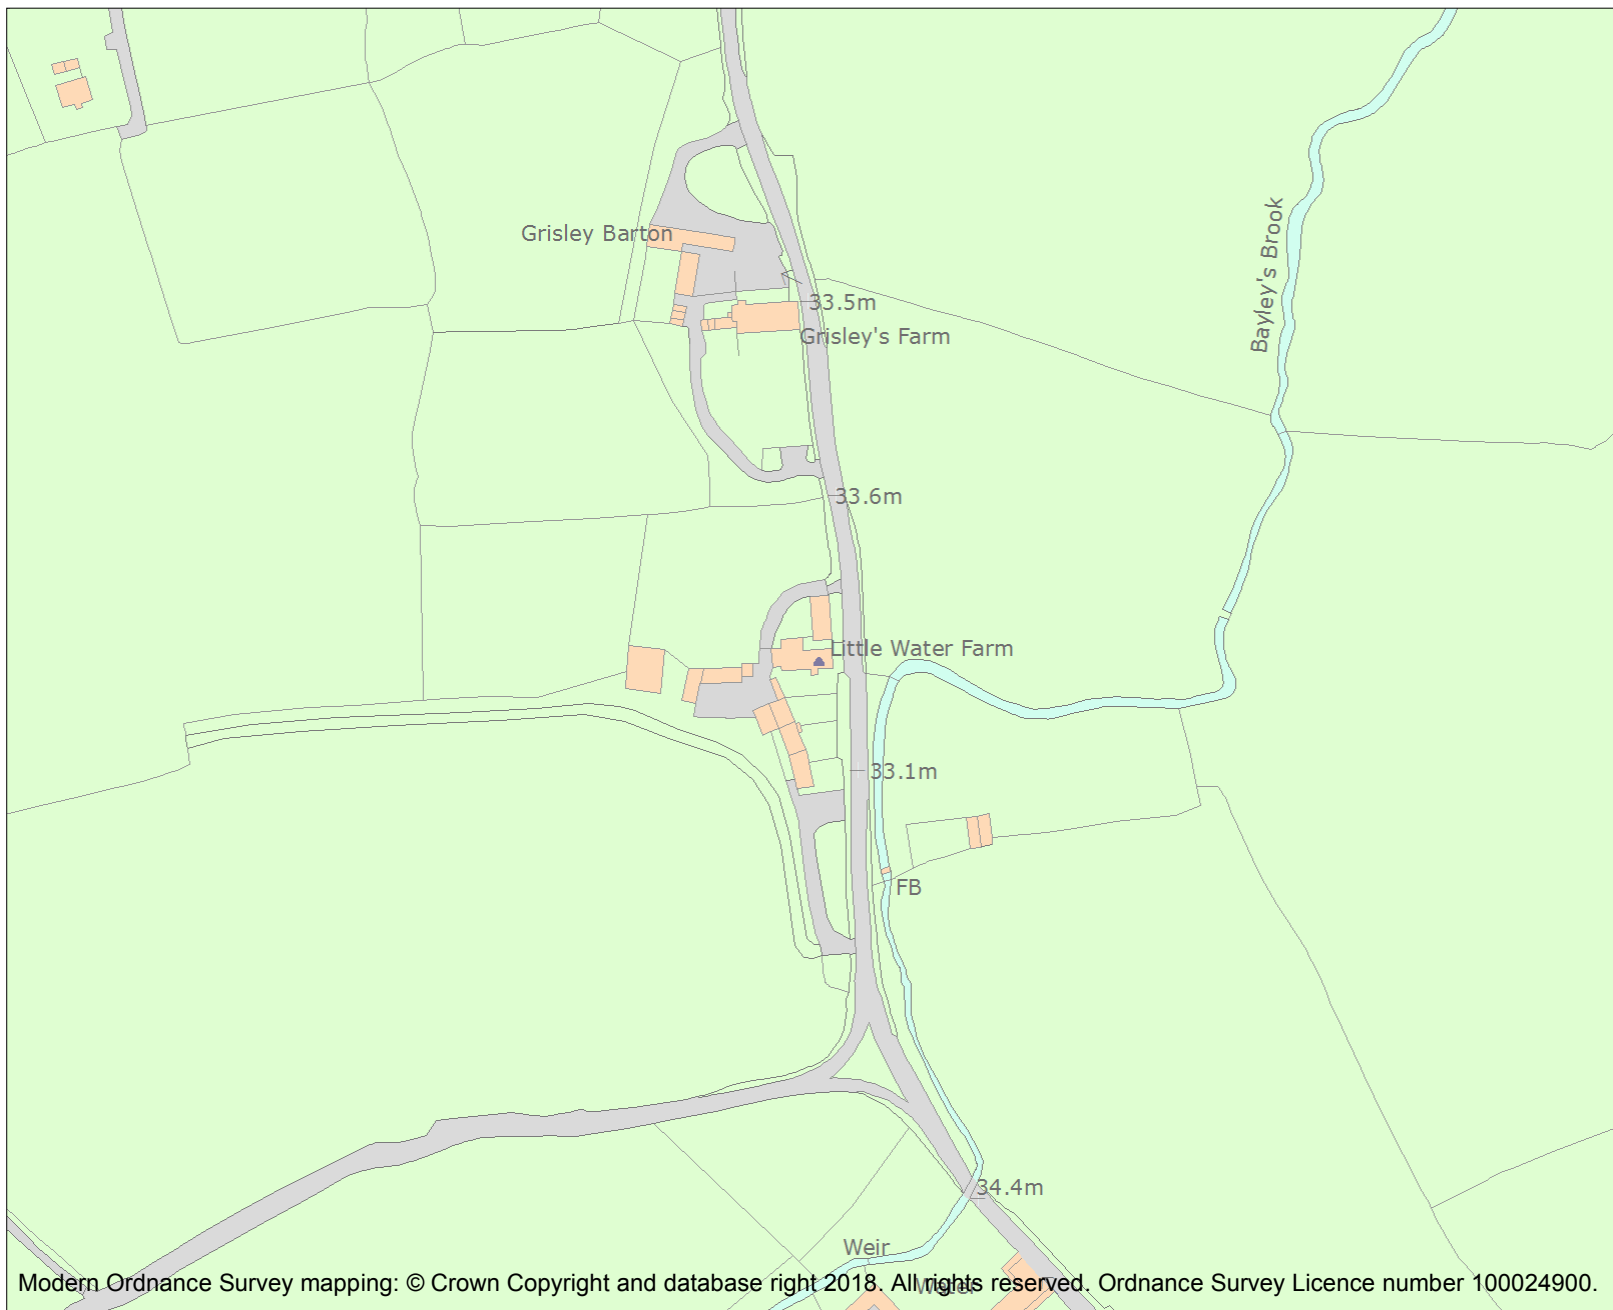 Grisley Barton
Bayley's Brook
33.5m
Grisley's Farm
33.6m
Little Water Farm
33.1m
FB
34.4m
Weir
Water
Modern Ordnance Survey mapping: © Crown Copyright and database right 2018. All rights reserved. Ordnance Survey Licence number 100024900.